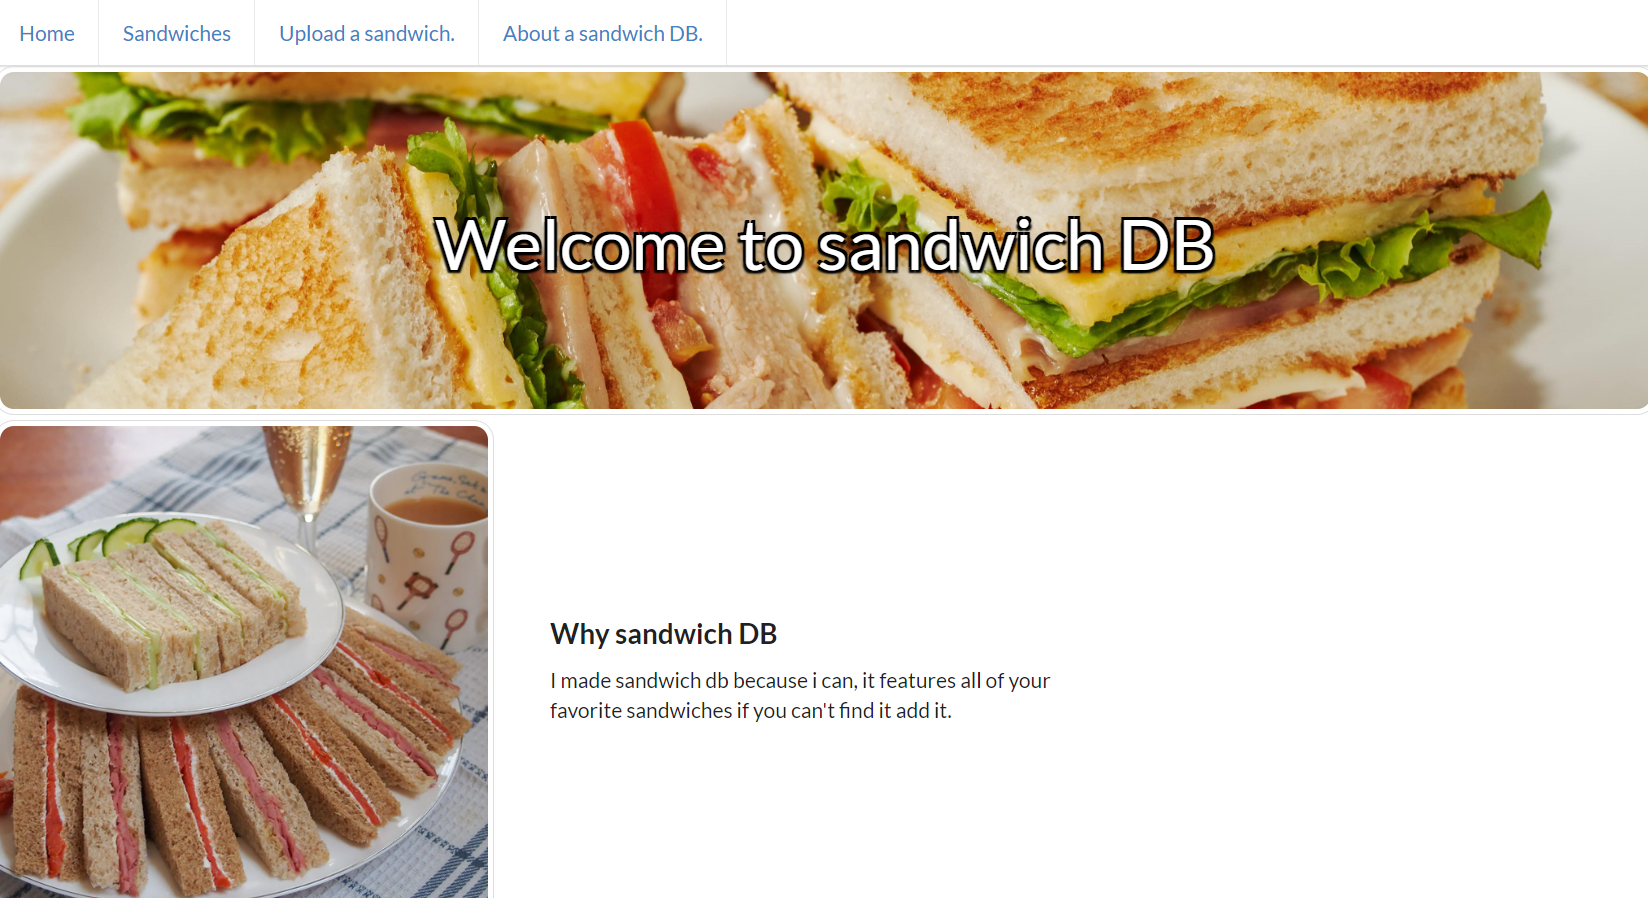 Home Sandwiches Upload a sandwich. About a sandwich DB.
Welcome to sandwich DB
Why sandwich DB
I made sandwich db because i can, it features all of your
favorite sandwiches if you can't find it add it.